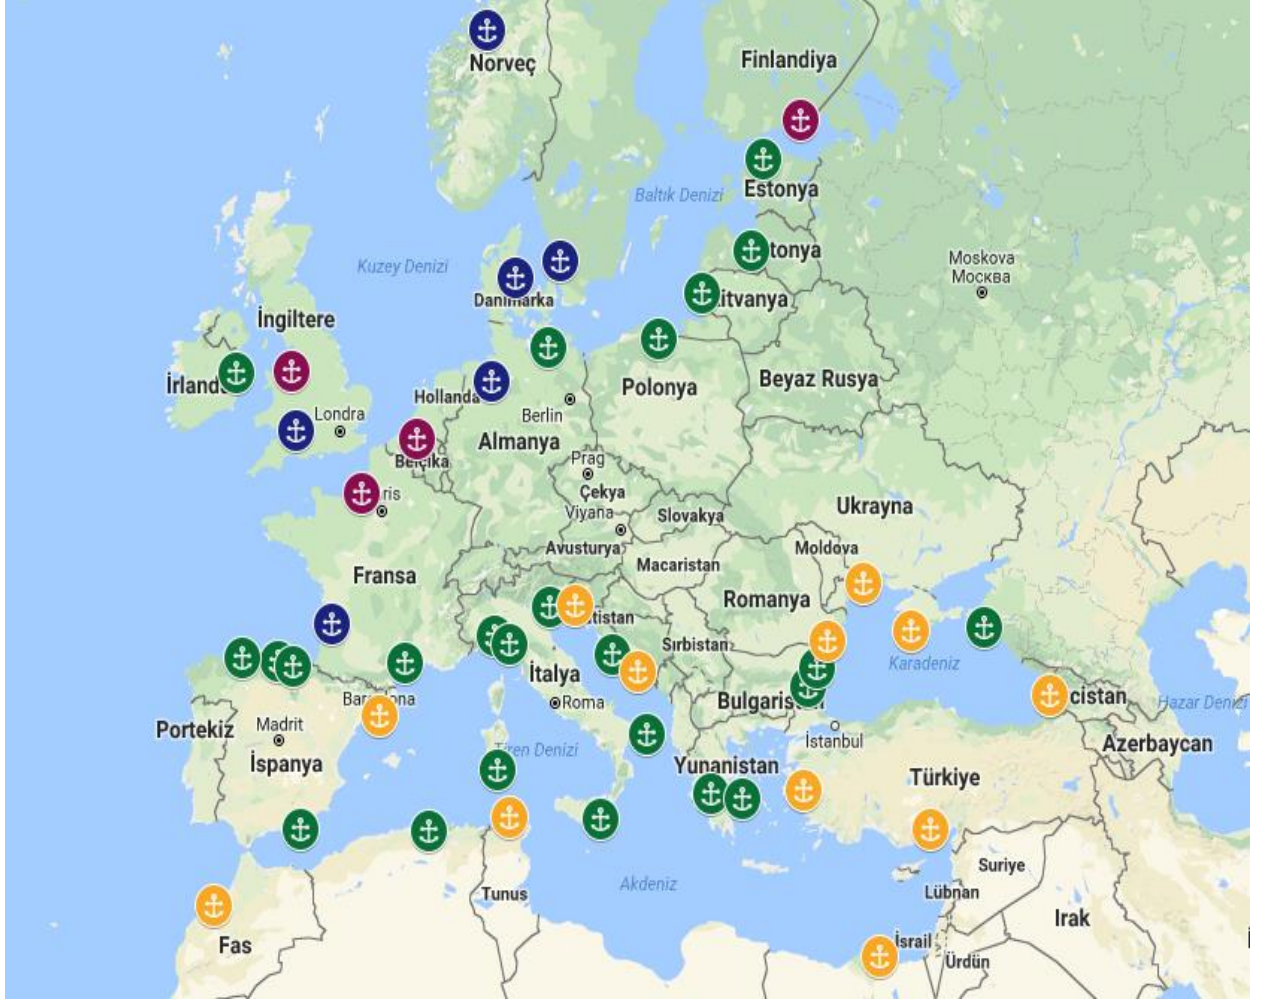 Norveç
Finlandiya
Estonya
Baltık Denizi
tonya
Moskova
Москва
Kuzey Denizi
Danimarka
itvanya
İngiltere
İrland
Polonya
Beyaz Rusya
Hollanda
Londra
Berlin
Almanya
Belçika
Prag
ris
Çekya
Ukrayna
Viyana
Slovakya
Avusturya
Moldova
Macaristan
Fransa
Romanya
tistan
Sırbistan
Karadeniz
İtalya
Bar
ona
Roma
Bulgaris
cistan
Hazar Denizi
Portekiz
Madrit
İstanbul
Azerbaycan
Tiren Denizi
İspanya
Yunanistan
Türkiye
Suriye
Akdeniz
Tunus
Lübnan
Irak
Fas
İsrail
Ürdün